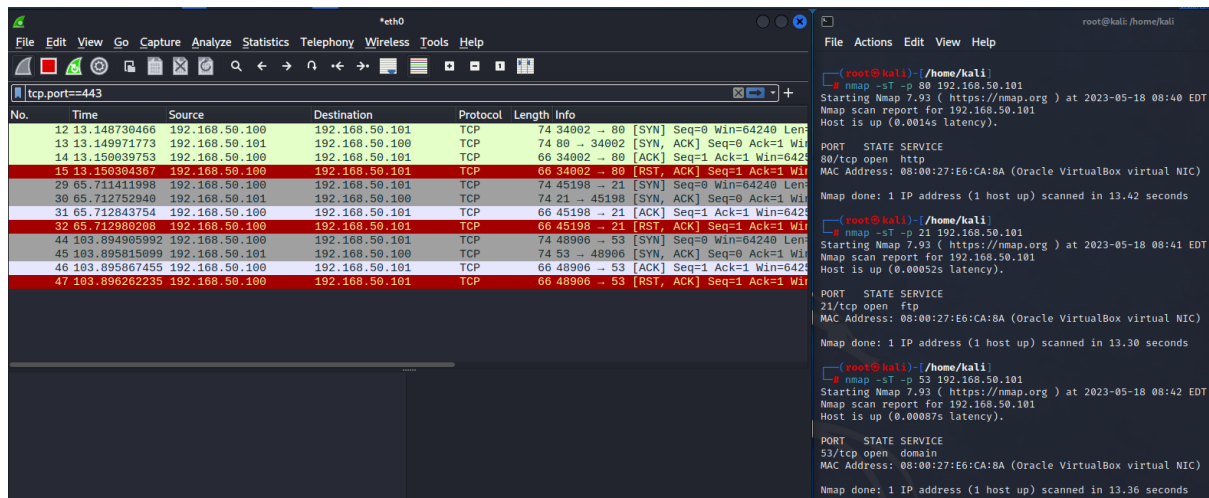 *eth0
File Edit View Go Capture Analyze Statistics Telephony Wireless Tools Help
tcp.port==443
No. Time Source Destination Protocol Length Info
12 13.148730466 192.168.50.100 192.168.50.101 TCP 74 34002 → 80 [SYN] Seq=0 Win=64240 Len=
13 13.149971773 192.168.50.101 192.168.50.100 TCP 74 80 → 34002 [SYN, ACK] Seq=0 Ack=1 Wi
14 13.150039753 192.168.50.100 192.168.50.101 TCP 66 34002 → 80 [ACK] Seq=1 Ack=1 Win=642
15 13.150304367 192.168.50.100 192.168.50.101 TCP 66 34002 → 80 [RST, ACK] Seq=1 Ack=1 Wi
29 65.711411998 192.168.50.100 192.168.50.101 TCP 74 45198 → 21 [SYN] Seq=0 Win=64240 Len=
30 65.712752940 192.168.50.101 192.168.50.100 TCP 74 21 → 45198 [SYN, ACK] Seq=0 Ack=1 Wi
31 65.712843754 192.168.50.100 192.168.50.101 TCP 66 45198 → 21 [ACK] Seq=1 Ack=1 Win=642
32 65.712980208 192.168.50.100 192.168.50.101 TCP 66 45198 → 21 [RST, ACK] Seq=1 Ack=1 Wi
44 103.894905992 192.168.50.100 192.168.50.101 TCP 74 48906 → 53 [SYN] Seq=0 Win=64240 Len=
45 103.895815099 192.168.50.101 192.168.50.100 TCP 74 53 → 48906 [SYN, ACK] Seq=0 Ack=1 Wi
46 103.895867455 192.168.50.100 192.168.50.101 TCP 66 48906 → 53 [ACK] Seq=1 Ack=1 Win=642
47 103.896262235 192.168.50.100 192.168.50.101 TCP 66 48906 → 53 [RST, ACK] Seq=1 Ack=1 Wi
root@kali: /home/kali
File Actions Edit View Help
(root㉿kali)-[/home/kali]
# nmap -sT -p 80 192.168.50.101
Starting Nmap 7.93 ( https://nmap.org ) at 2023-05-18 08:40 EDT
Nmap scan report for 192.168.50.101
Host is up (0.0014s latency).
PORT STATE SERVICE
80/tcp open http
MAC Address: 08:00:27:E6:CA:8A (Oracle VirtualBox virtual NIC)
Nmap done: 1 IP address (1 host up) scanned in 13.42 seconds
(root㉿kali)-[/home/kali]
# nmap -sT -p 21 192.168.50.101
Starting Nmap 7.93 ( https://nmap.org ) at 2023-05-18 08:41 EDT
Nmap scan report for 192.168.50.101
Host is up (0.00052s latency).
PORT STATE SERVICE
21/tcp open ftp
MAC Address: 08:00:27:E6:CA:8A (Oracle VirtualBox virtual NIC)
Nmap done: 1 IP address (1 host up) scanned in 13.30 seconds
(root㉿kali)-[/home/kali]
# nmap -sT -p 53 192.168.50.101
Starting Nmap 7.93 ( https://nmap.org ) at 2023-05-18 08:42 EDT
Nmap scan report for 192.168.50.101
Host is up (0.00087s latency).
PORT STATE SERVICE
53/tcp open domain
MAC Address: 08:00:27:E6:CA:8A (Oracle VirtualBox virtual NIC)
Nmap done: 1 IP address (1 host up) scanned in 13.36 seconds